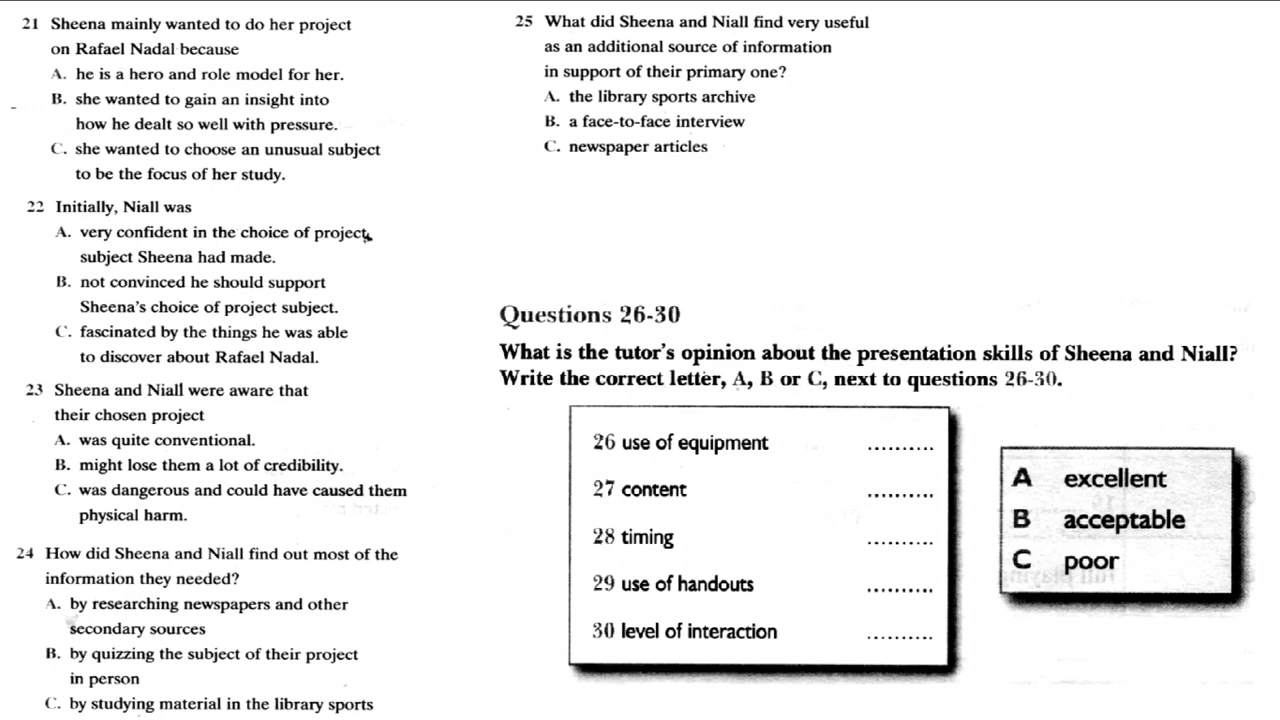 21 Sheena mainly wanted to do her project
on Rafael Nadal because
A. he is a hero and role model for her.
B. she wanted to gain an insight into
how he dealt so well with pressure.
C. she wanted to choose an unusual subject
to be the focus of her study.
22 Initially, Niall was
A. very confident in the choice of project
subject Sheena had made.
B. not convinced he should support
Sheena's choice of project subject.
C. fascinated by the things he was able
to discover about Rafael Nadal.
23 Sheena and Niall were aware that
their chosen project
A. was quite conventional.
B. might lose them a lot of credibility.
C. was dangerous and could have caused them
physical harm.
24 How did Sheena and Niall find out most of the
information they needed?
A. by researching newspapers and other
secondary sources
B. by quizzing the subject of their project
in person
C. by studying material in the library sports
25 What did Sheena and Niall find very useful
as an additional source of information
in support of their primary one?
A. the library sports archive
B. a face-to-face interview
C. newspaper articles
Questions 26-30
What is the tutor's opinion about the presentation skills of Sheena and Niall?
Write the correct letter, A, B or C, next to questions 26-30.
26 use of equipment ..........
27 content ..........
28 timing ..........
29 use of handouts ..........
30 level of interaction ..........
A excellent
B acceptable
C poor